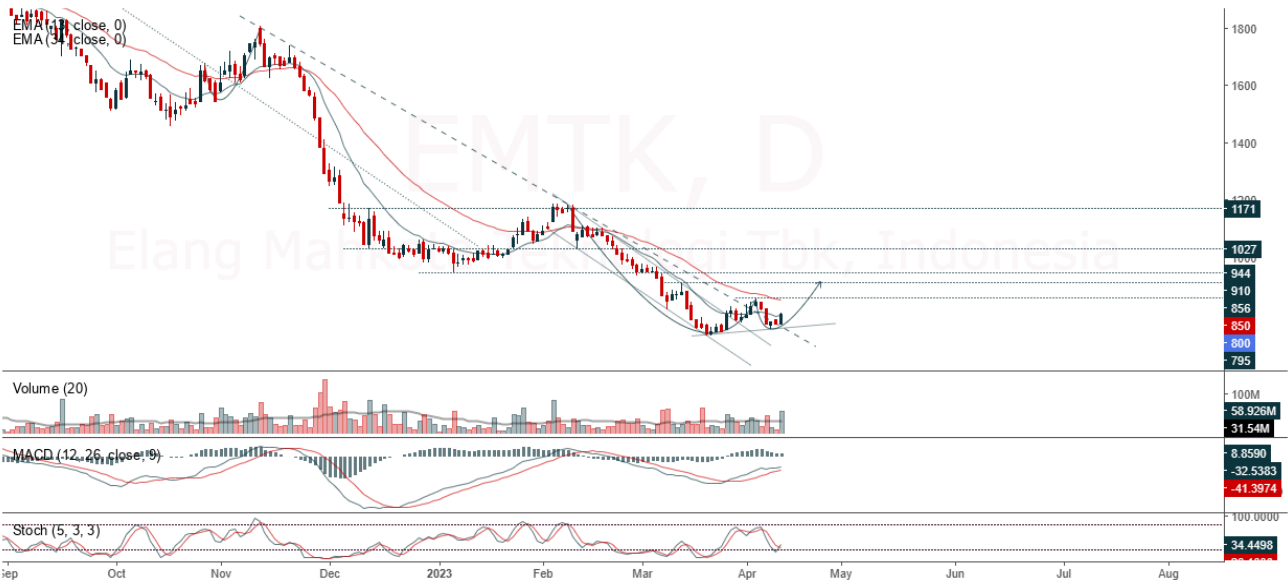 EMA (13, close, 0)
EMA (34, close, 0)
EMTK, D
1800
1600
1400
1200
1171
1027
1000
944
910
856
850
800
795
Volume (20)
100M
58.926M
31.54M
MACD (12, 26, close, 9)
8.8590
-32.5383
-41.3974
Stoch (5, 3, 3)
100.0000
34.4498
Sep
Oct
Nov
Dec
2023
Feb
Mar
Apr
May
Jun
Jul
Aug